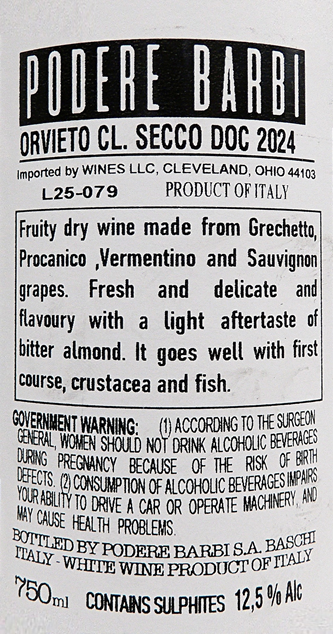 PODERE BARBI
ORVIETO CL. SECCO DOC 2024
Imported by WINES LLC, CLEVELAND, OHIO 44103
L25-079 PRODUCT OF ITALY
Fruity dry wine made from Grechetto,
Procanico ,Vermentino and Sauvignon
grapes. Fresh and delicate and
flavoury with a light aftertaste of
bitter almond. It goes well with first
course, crustacea and fish.
GOVERNMENT WARNING: (1) ACCORDING TO THE SURGEON
GENERAL, WOMEN SHOULD NOT DRINK ALCOHOLIC BEVERAGES
DURING PREGNANCY BECAUSE OF THE RISK OF BIRTH
DEFECTS. (2) CONSUMPTION OF ALCOHOLIC BEVERAGES IMPAIRS
YOUR ABILITY TO DRIVE A CAR OR OPERATE MACHINERY, AND
MAY CAUSE HEALTH PROBLEMS.
BOTTLED BY PODERE BARBI S.A. BASCHI
ITALY - WHITE WINE PRODUCT OF ITALY
750ml CONTAINS SULPHITES 12,5 % Alc